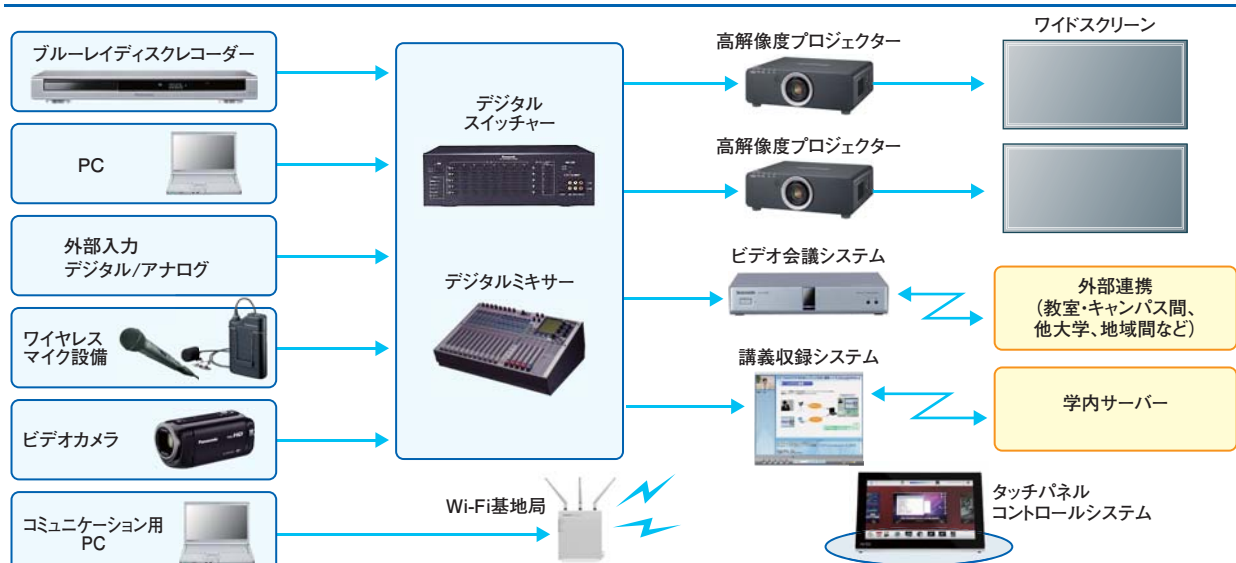 ブルーレイディスクレコーダー
PC
外部入力
デジタル/アナログ
ワイヤレス
マイク設備
ビデオカメラ
Panasonic
コミュニケーション用
PC
デジタル
スイッチャー
デジタルミキサー
Wi-Fi基地局
高解像度プロジェクター
高解像度プロジェクター
ビデオ会議システム
講義収録システム
ワイドスクリーン
外部連携
(教室・キャンパス間、
他大学、地域間など)
学内サーバー
タッチパネル
コントロールシステム